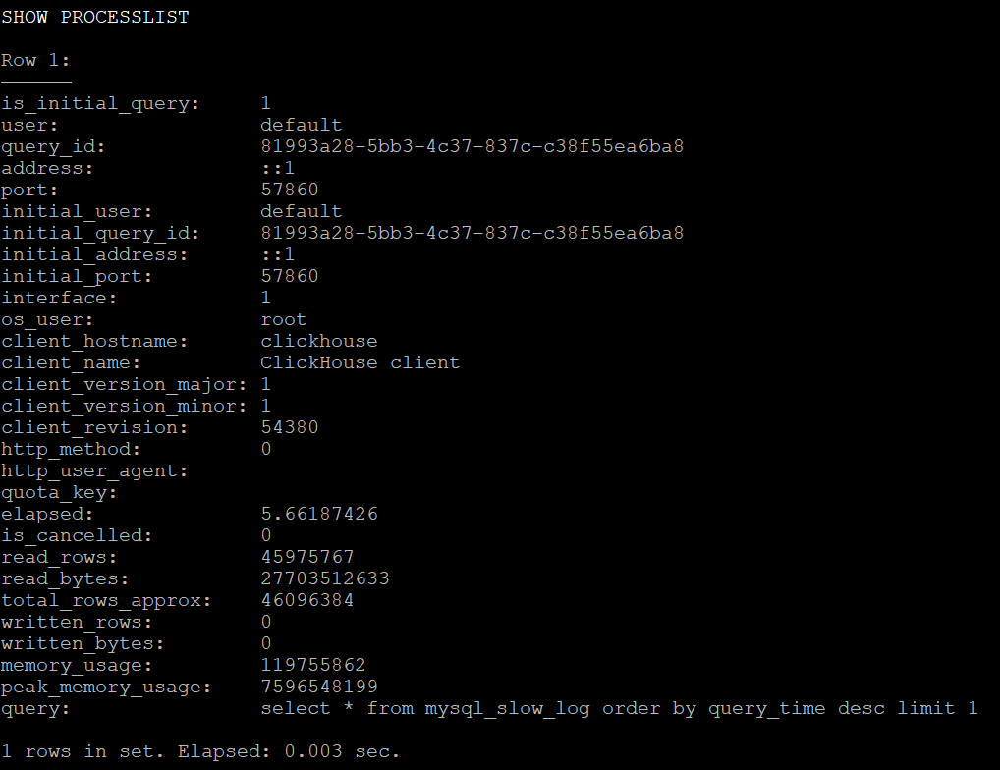 SHOW PROCESSLIST
Row 1:
is_initial_query: 1
user: default
query_id: 81993a28-5bb3-4c37-837c-c38f55ea6ba8
address: ::1
port: 57860
initial_user: default
initial_query_id: 81993a28-5bb3-4c37-837c-c38f55ea6ba8
initial_address: ::1
initial_port: 57860
interface: 1
os_user: root
client_hostname: clickhouse
client_name: ClickHouse client
client_version_major: 1
client_version_minor: 1
client_revision: 54380
http_method: 0
http_user_agent:
quota_key:
elapsed: 5.66187426
is_cancelled: 0
read_rows: 45975767
read_bytes: 27703512633
total_rows_approx: 46096384
written_rows: 0
written_bytes: 0
memory_usage: 119755862
peak_memory_usage: 7596548199
query: select * from mysql_slow_log order by query_time desc limit 1
1 rows in set. Elapsed: 0.003 sec.